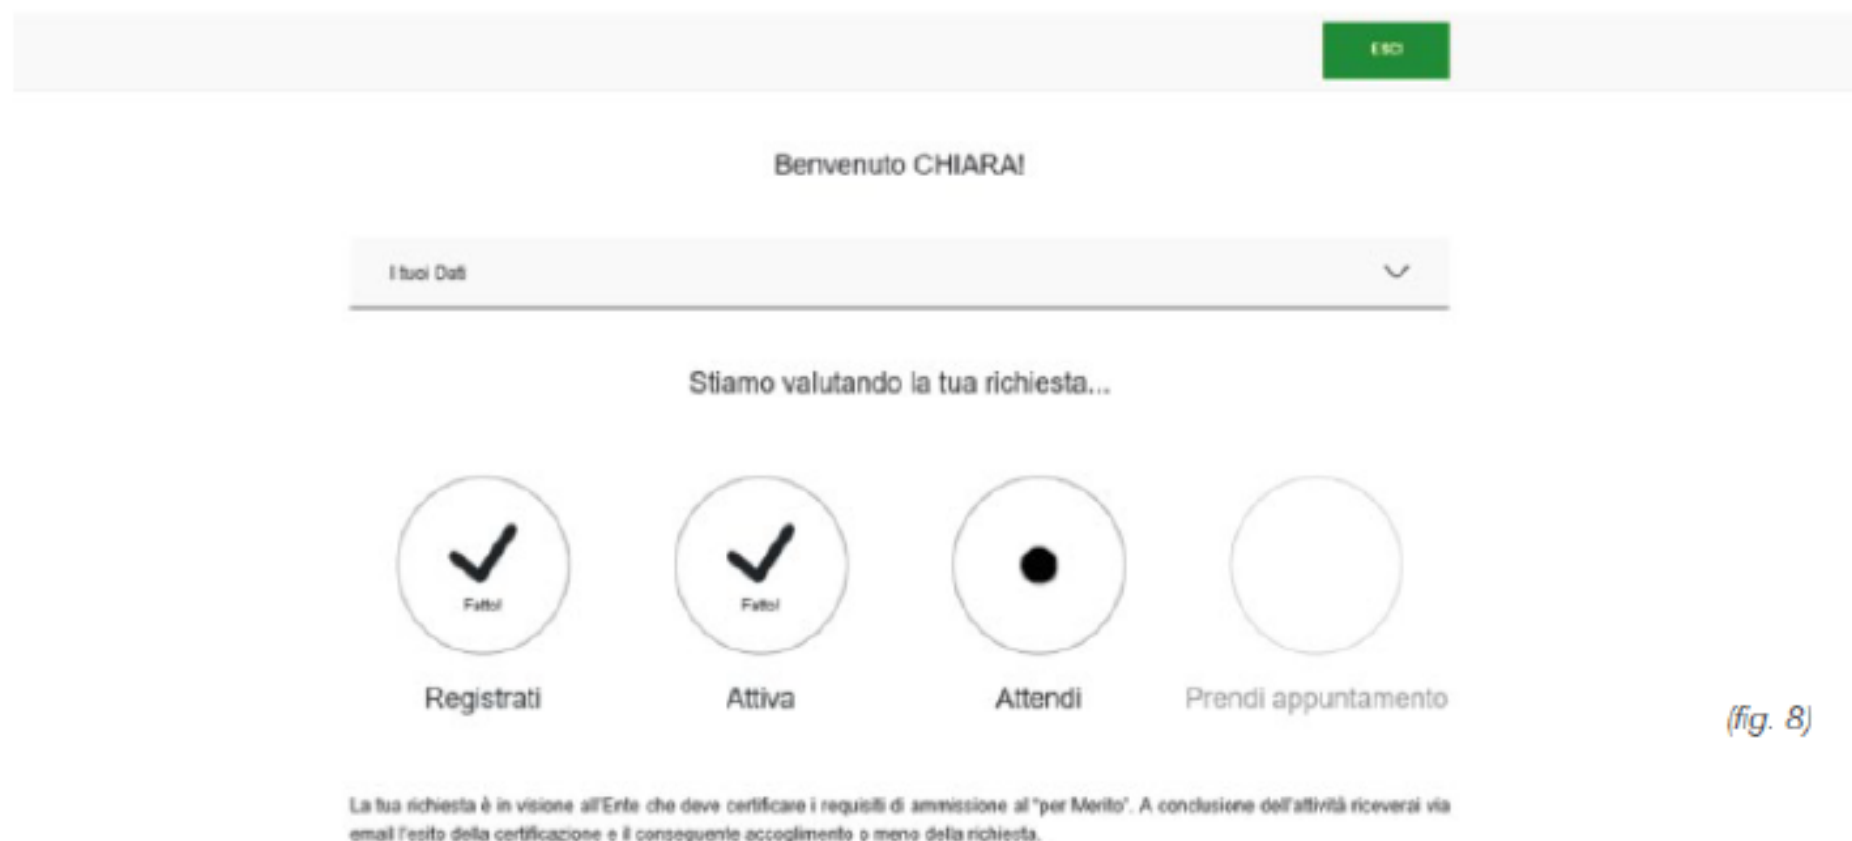 ESCI
Benvenuto CHIARA!
I tuoi Dati
Stiamo valutando la tua richiesta...
Fatto! Fatto!
Registrati Attiva Attendi Prendi appuntamento
(fig. 8)
La tua richiesta è in visione all'Ente che deve certificare i requisiti di ammissione al "per Merito". A conclusione dell'attività riceverai via
email l'esito della certificazione e il conseguente accoglimento o meno della richiesta.